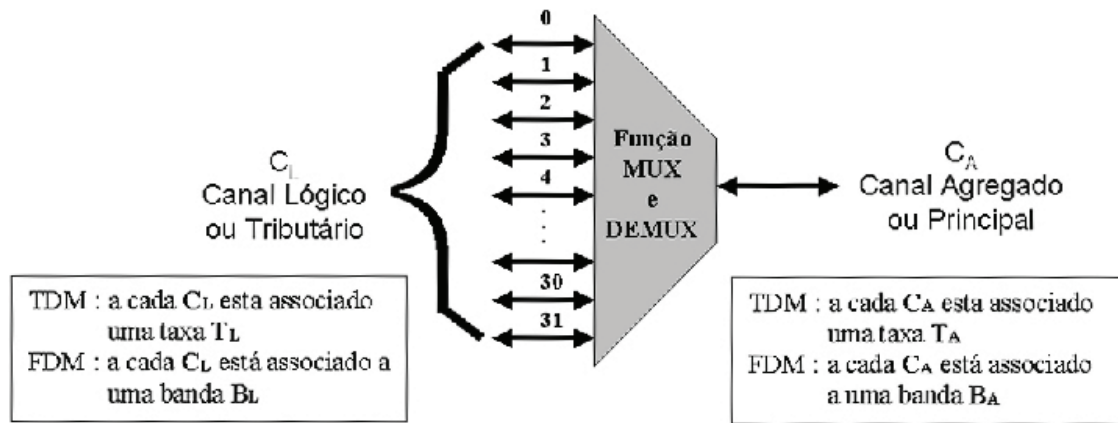 0
1
2
3
4
30
31
Função
MUX
e
DEMUX
CL
Canal Lógico
ou Tributário
CA
Canal Agregado
ou Principal
TDM : a cada CL esta associado
uma taxa TL
FDM : a cada CL está associado a
uma banda BL
TDM : a cada CA esta associado
uma taxa TA
FDM : a cada CA está associado
a uma banda BA